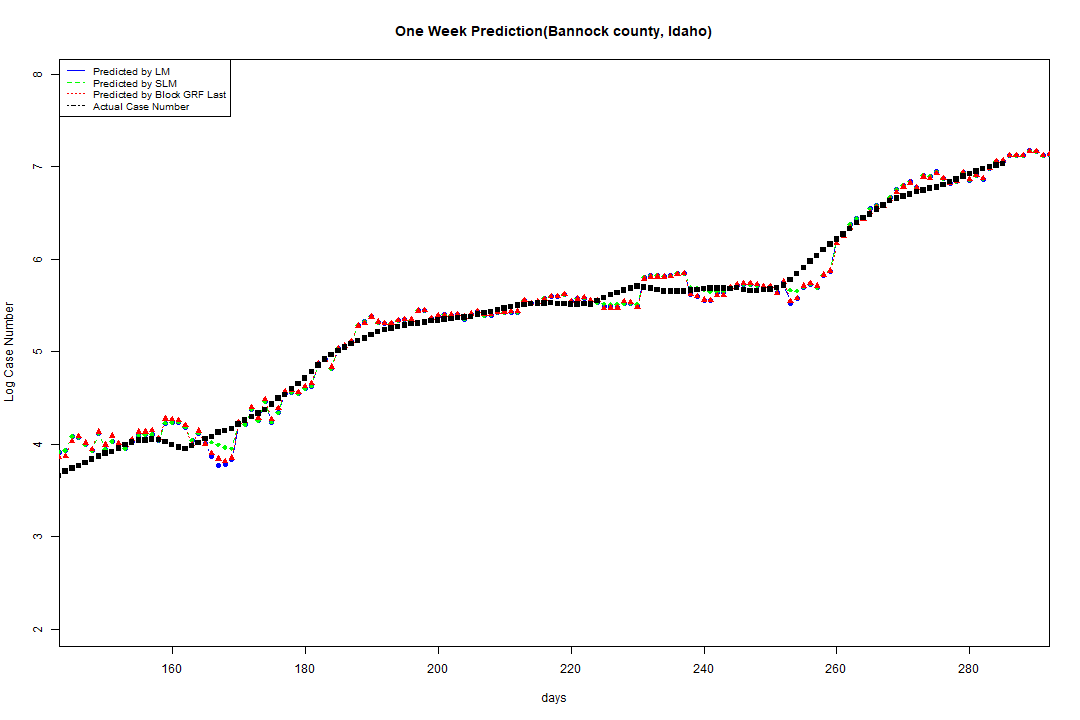 One Week Prediction(Bannock county, Idaho)
Predicted by LM
Predicted by SLM
Predicted by Block GRF Last
Actual Case Number
8
7
6
5
4
3
2
Log Case Number
160 180 200 220 240 260 280
days